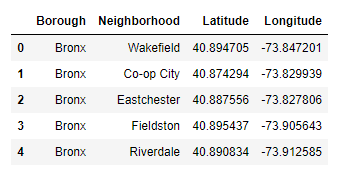 Borough Neighborhood Latitude Longitude
0 Bronx Wakefield 40.894705 -73.847201
1 Bronx Co-op City 40.874294 -73.829939
2 Bronx Eastchester 40.887556 -73.827806
3 Bronx Fieldston 40.895437 -73.905643
4 Bronx Riverdale 40.890834 -73.912585